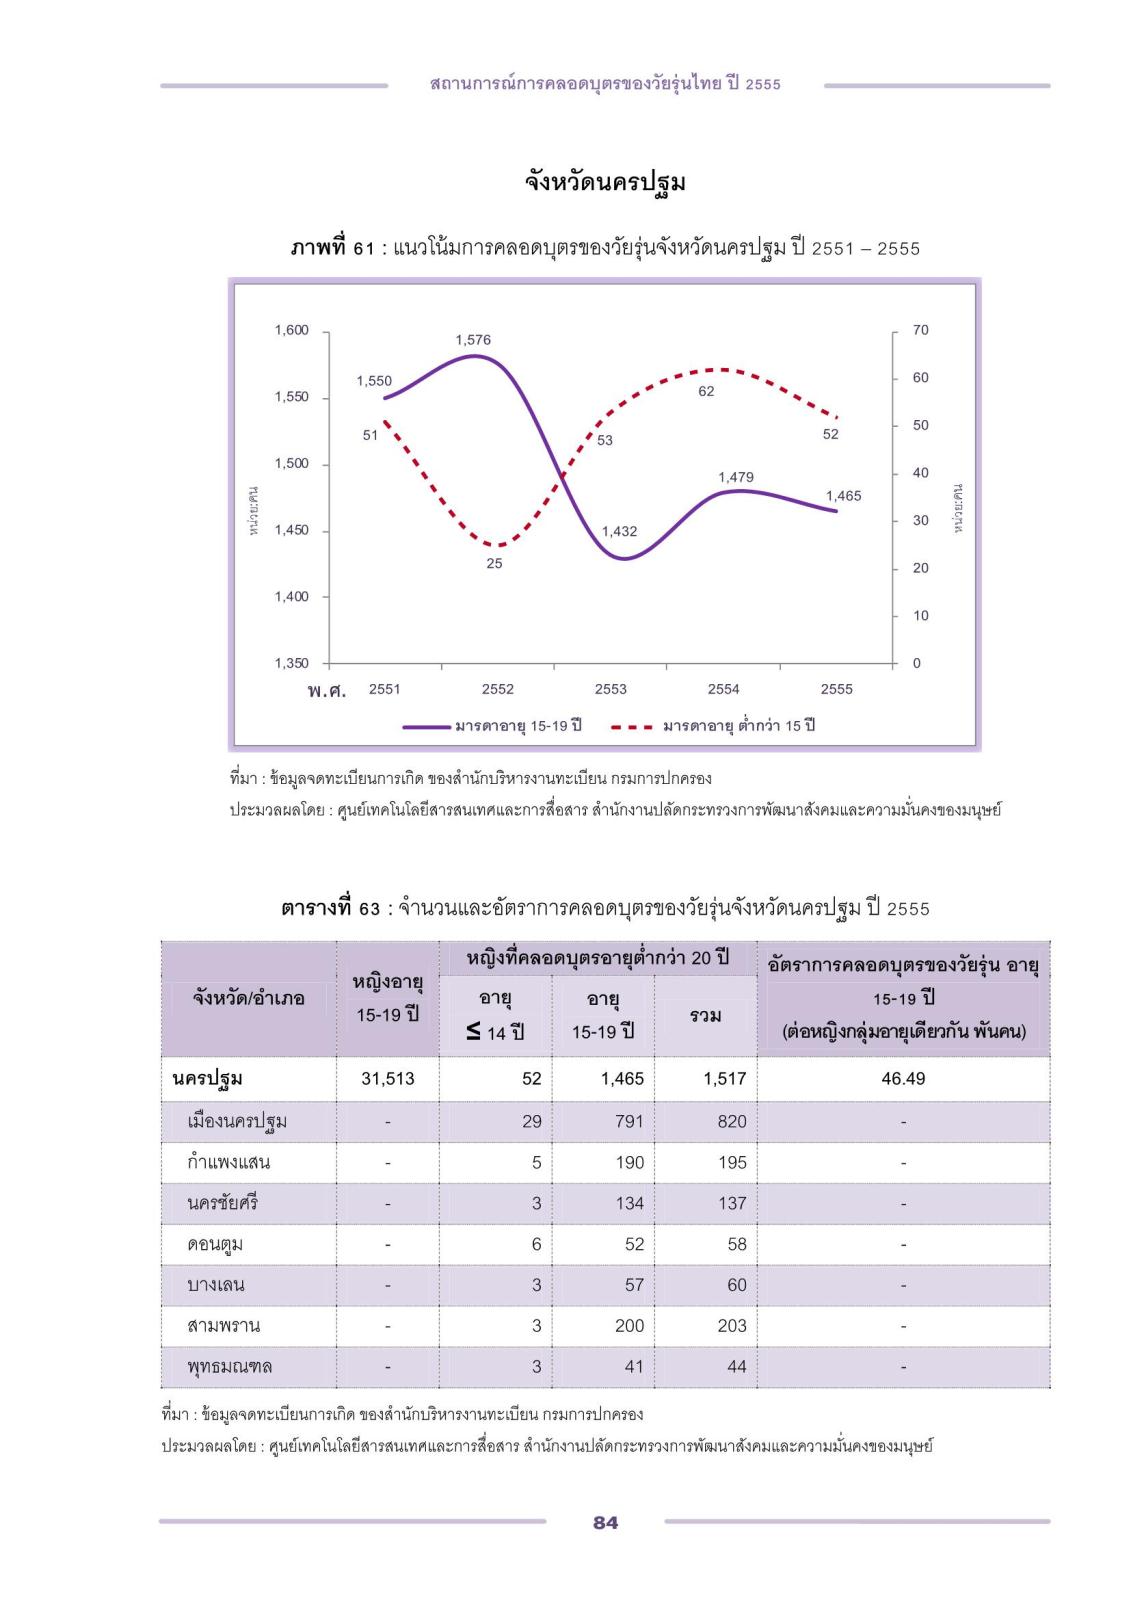 สถานการณ์การคลอดบุตรของวัยรุ่นไทย ปี 2555
จังหวัดนครปฐม
ภาพที่ 61 : แนวโน้มการคลอดบุตรของวัยรุ่นจังหวัดนครปฐม ปี 2551 – 2555
1,600
1,550
1,500
1,450
1,400
1,350
หน่วย:คน
1,550
1,576
1,432
1,479
1,465
51
25
53
62
52
70
60
50
40
30
20
10
0
หน่วย:คน
พ.ศ. 2551 2552 2553 2554 2555
มารดาอายุ 15-19 ปี มารดาอายุ ต่ำกว่า 15 ปี
ที่มา : ข้อมูลจดทะเบียนการเกิด ของสำนักบริหารงานทะเบียน กรมการปกครอง
ประมวลผลโดย : ศูนย์เทคโนโลยีสารสนเทศและการสื่อสาร สำนักงานปลัดกระทรวงการพัฒนาสังคมและความมั่นคงของมนุษย์
ตารางที่ 63 : จำนวนและอัตราการคลอดบุตรของวัยรุ่นจังหวัดนครปฐม ปี 2555
จังหวัด/อำเภอ
หญิงอายุ
15-19 ปี
หญิงที่คลอดบุตรอายุต่ำกว่า 20 ปี
อายุ
≤ 14 ปี
อายุ
15-19 ปี
รวม
อัตราการคลอดบุตรของวัยรุ่น อายุ
15-19 ปี
(ต่อหญิงกลุ่มอายุเดียวกัน พันคน)
นครปฐม 31,513 52 1,465 1,517 46.49
เมืองนครปฐม - 29 791 820 -
กำแพงแสน - 5 190 195 -
นครชัยศรี - 3 134 137 -
ดอนตูม - 6 52 58 -
บางเลน - 3 57 60 -
สามพราน - 3 200 203 -
พุทธมณฑล - 3 41 44 -
ที่มา : ข้อมูลจดทะเบียนการเกิด ของสำนักบริหารงานทะเบียน กรมการปกครอง
ประมวลผลโดย : ศูนย์เทคโนโลยีสารสนเทศและการสื่อสาร สำนักงานปลัดกระทรวงการพัฒนาสังคมและความมั่นคงของมนุษย์
84